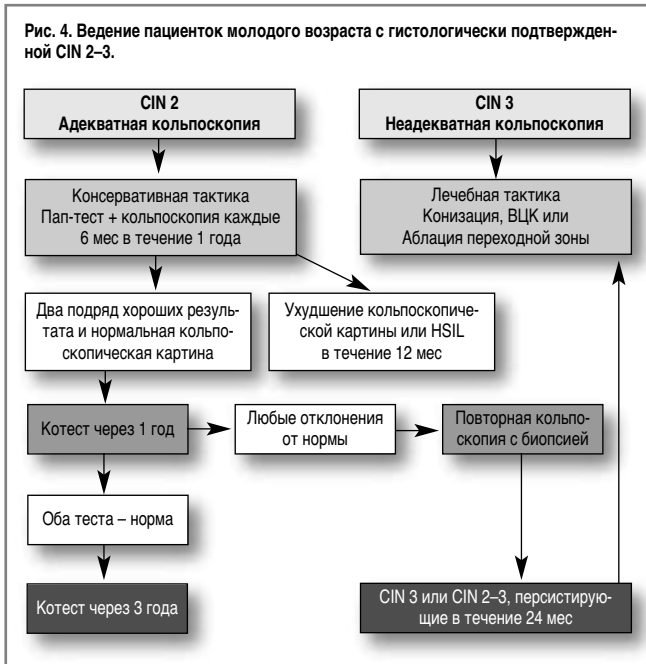 Рис. 4. Ведение пациенток молодого возраста с гистологически подтвержден-
ной CIN 2–3.
CIN 2
Адекватная кольпоскопия
CIN 3
Неадекватная кольпоскопия
Консервативная тактика
Пап-тест + кольпоскопия каждые
6 мес в течение 1 года
Лечебная тактика
Конизация, ВЦК или
Аблация переходной зоны
Два подряд хороших резуль-
тата и нормальная кольпо-
скопическая картина
Ухудшение кольпоскопиче-
ской картины или HSIL
в течение 12 мес
Котест через 1 год
Любые отклонения
от нормы
Повторная кольпо-
скопия с биопсией
Оба теста – норма
Котест через 3 года
CIN 3 или CIN 2–3, персистирую-
щие в течение 24 мес